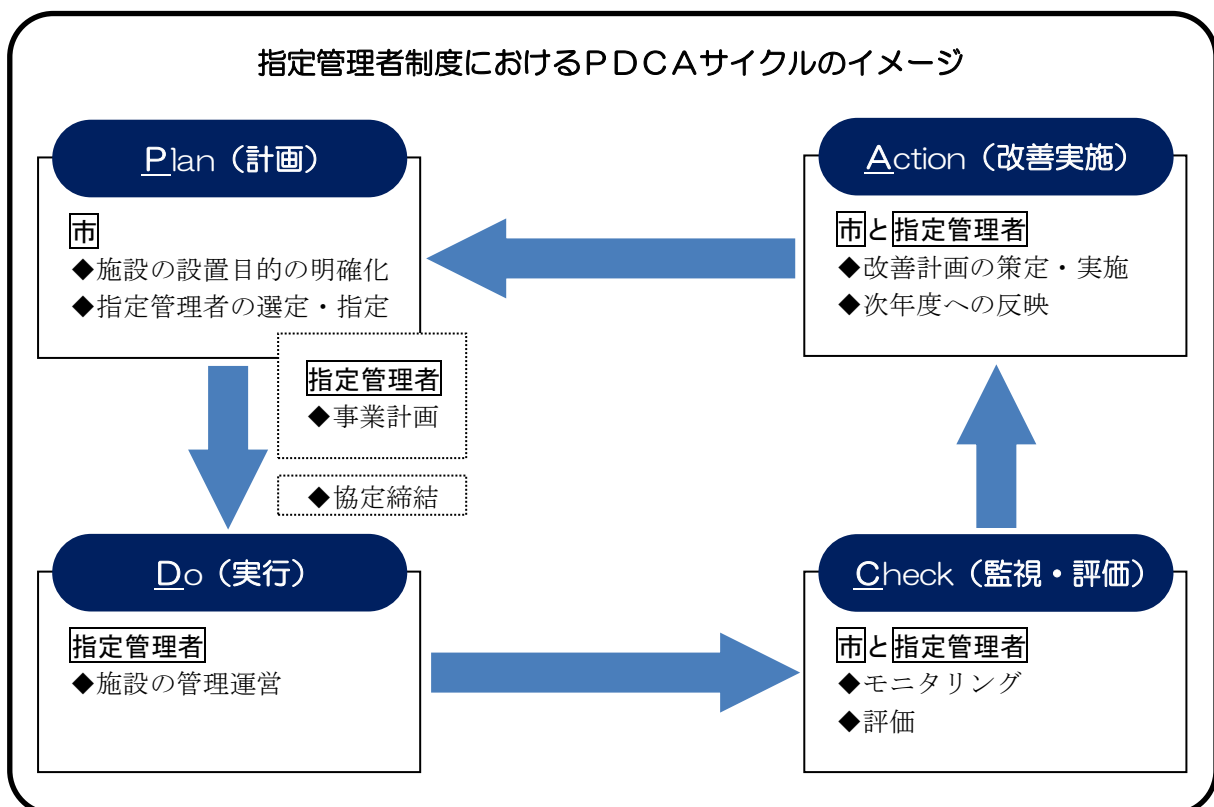 指定管理者制度におけるPDCAサイクルのイメージ
Plan（計画）
市
◆施設の設置目的の明確化
◆指定管理者の選定・指定
指定管理者
◆事業計画
◆協定締結
Do（実行）
指定管理者
◆施設の管理運営
Check（監視・評価）
市と指定管理者
◆モニタリング
◆評価
Action（改善実施）
市と指定管理者
◆改善計画の策定・実施
◆次年度への反映